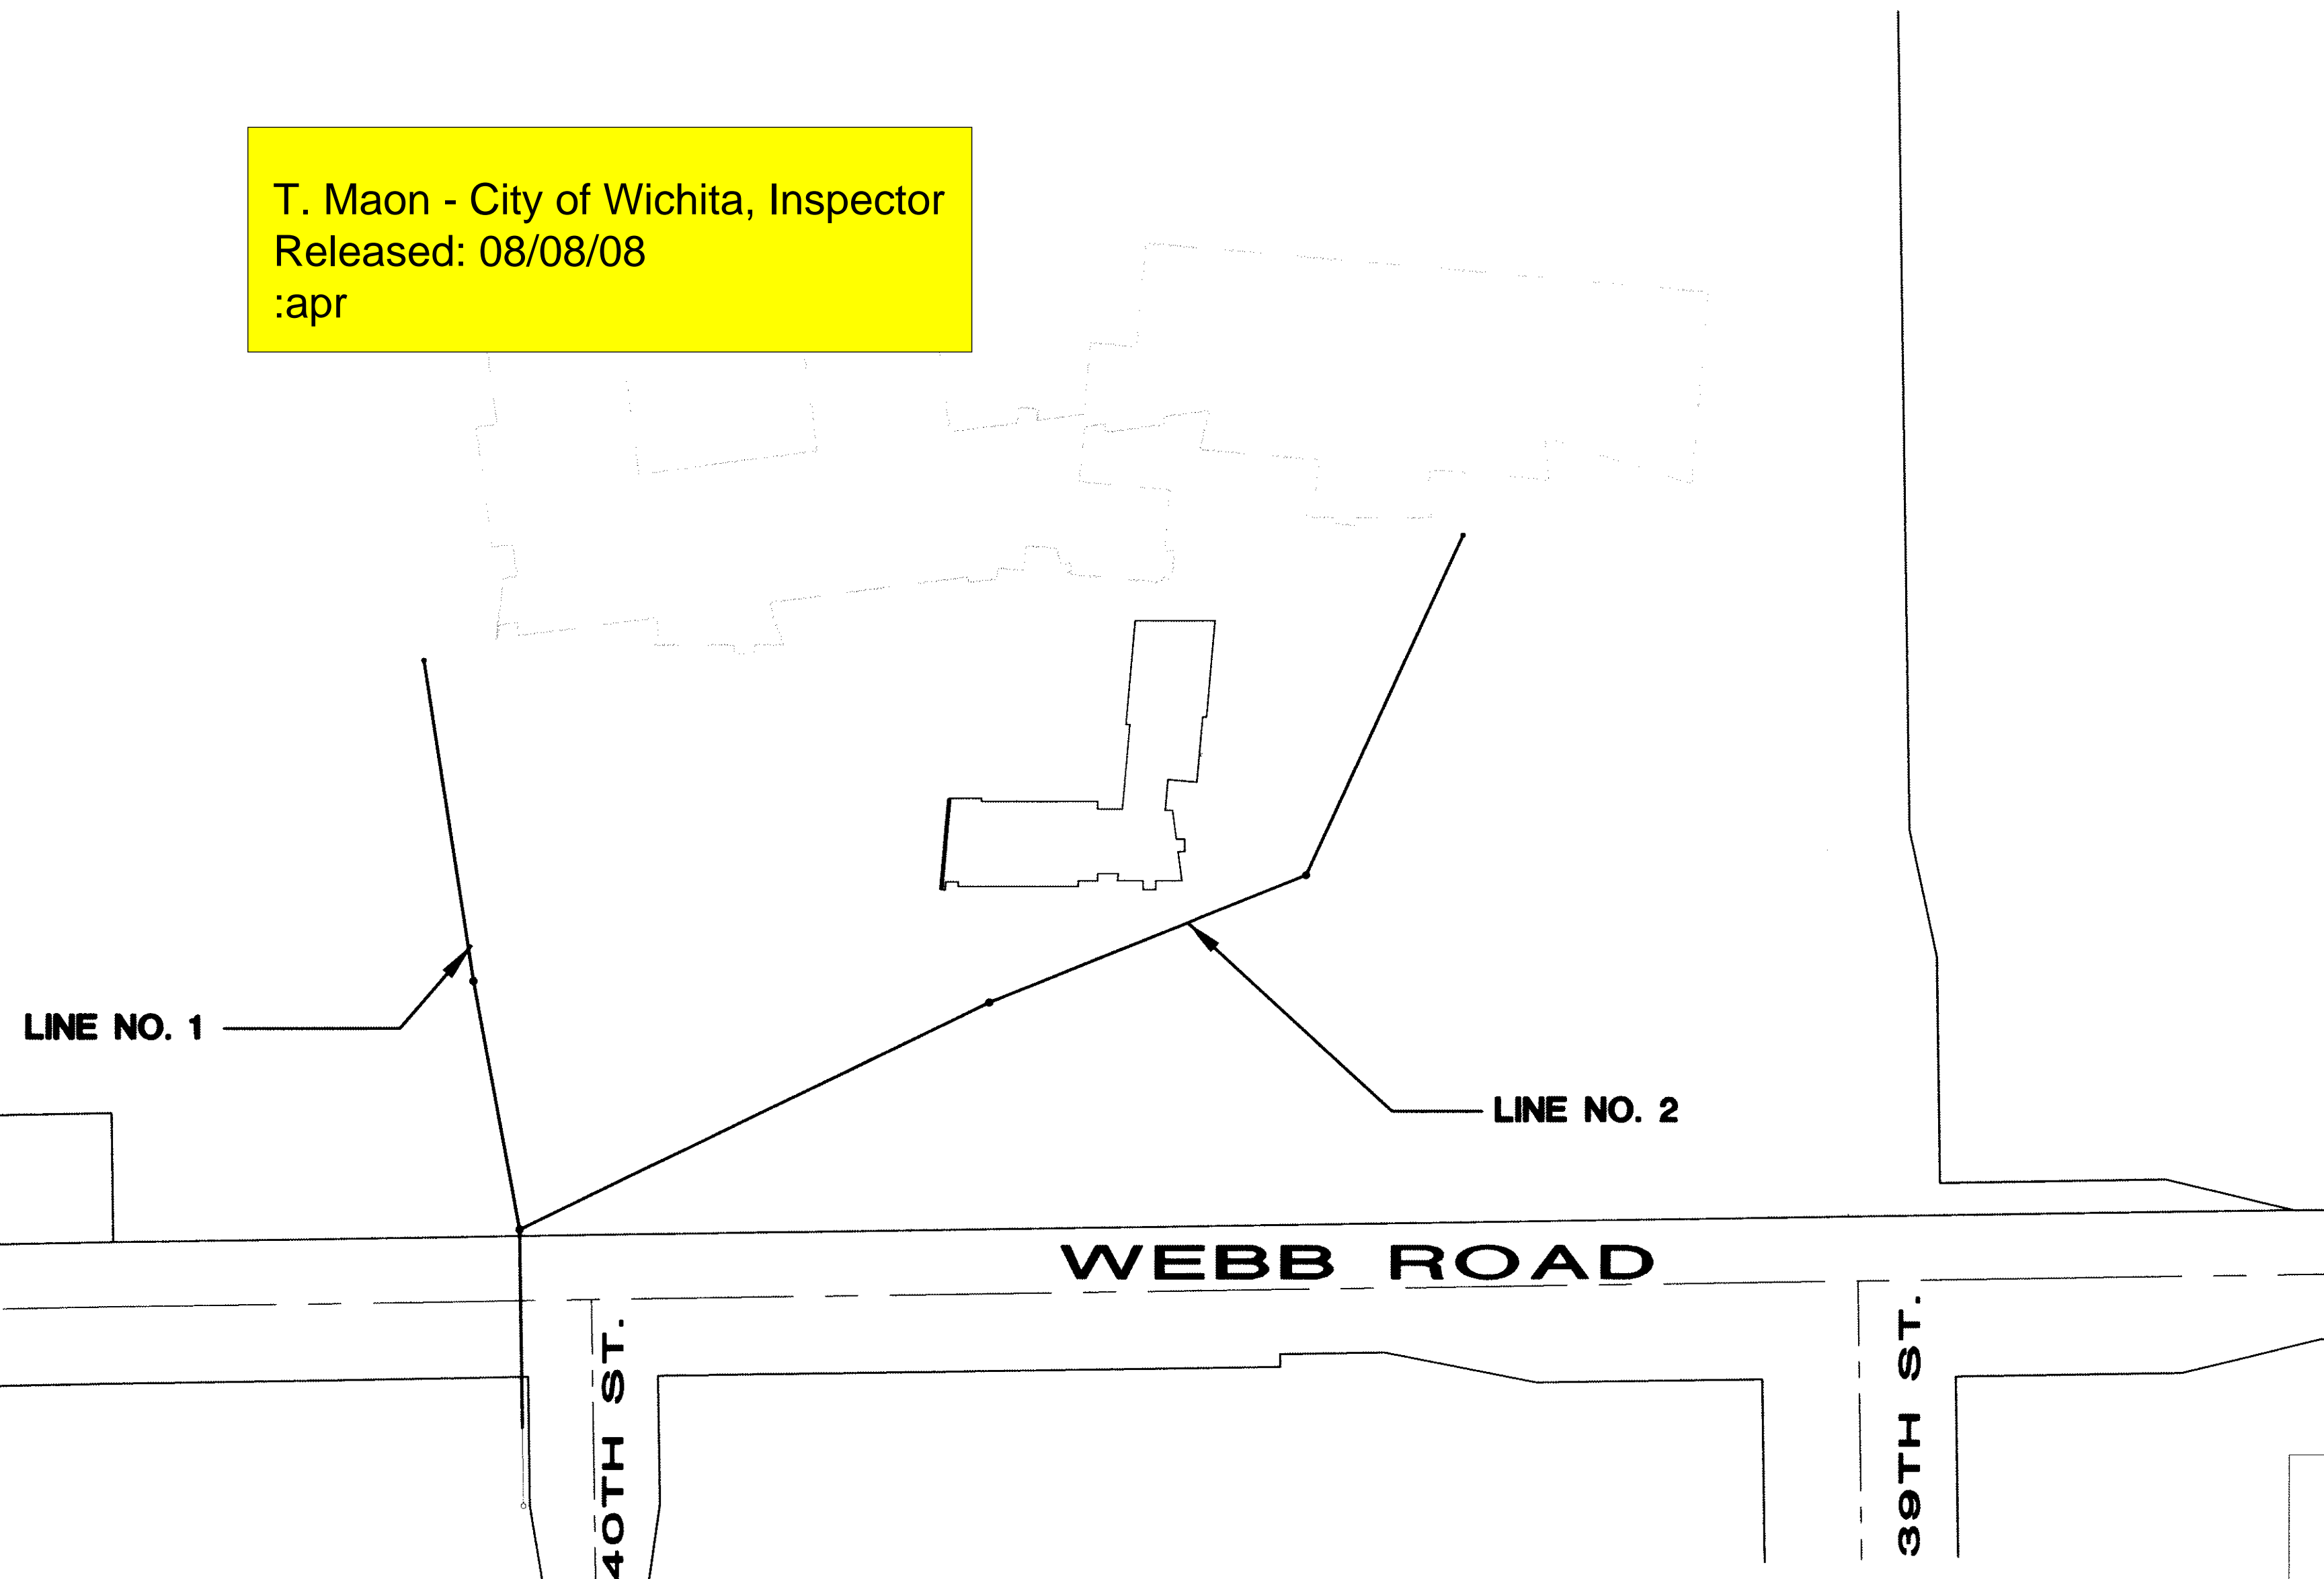 T. Maon - City of Wichita, Inspector
Released: 08/08/08
:apr
LINE NO. 1
LINE NO. 2
WEBB ROAD
40TH ST.
39TH ST.